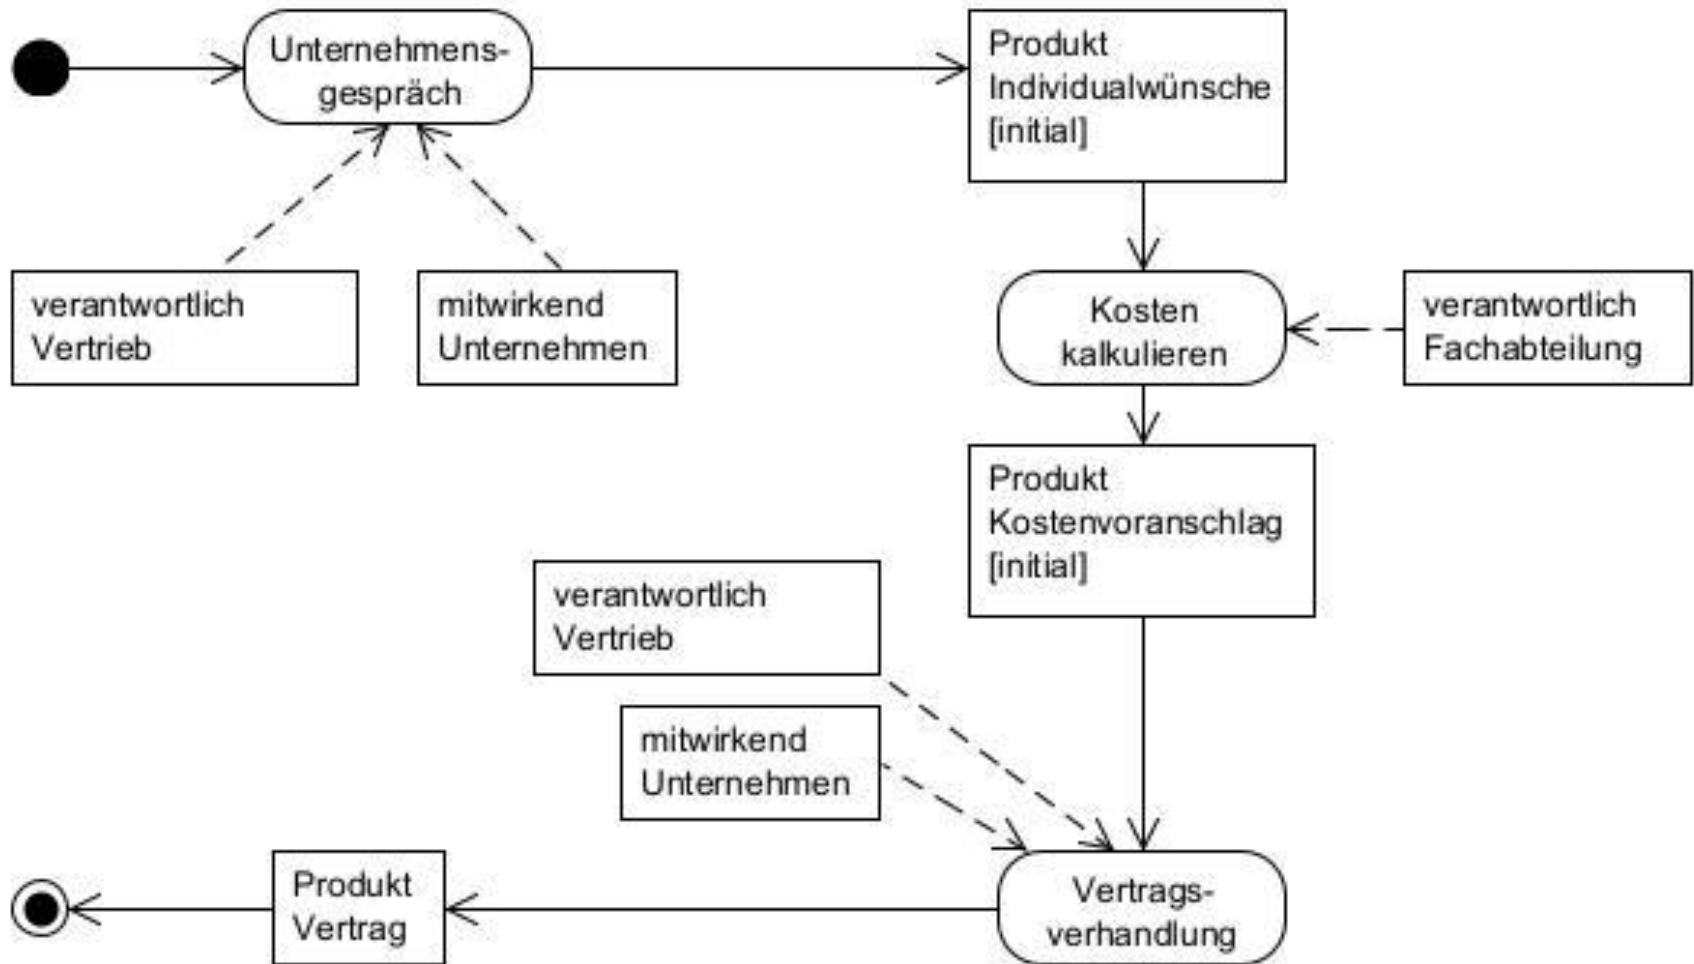 Unternehmens-
gespräch
Produkt
Individualwünsche
[initial]
verantwortlich
Vertrieb
mitwirkend
Unternehmen
Kosten
kalkulieren
verantwortlich
Fachabteilung
Produkt
Kostenvoranschlag
[initial]
verantwortlich
Vertrieb
mitwirkend
Unternehmen
Vertrags-
verhandlung
Produkt
Vertrag